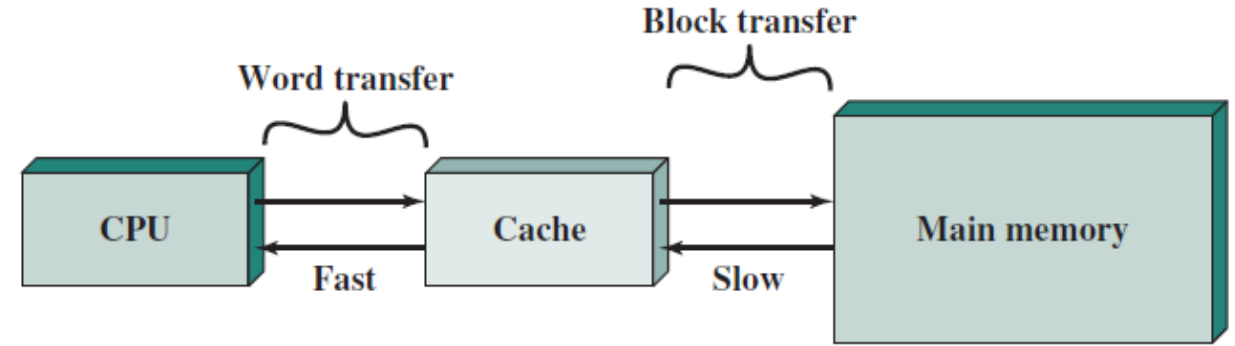 Block transfer
Word transfer
CPU
Cache
Main memory
Fast
Slow